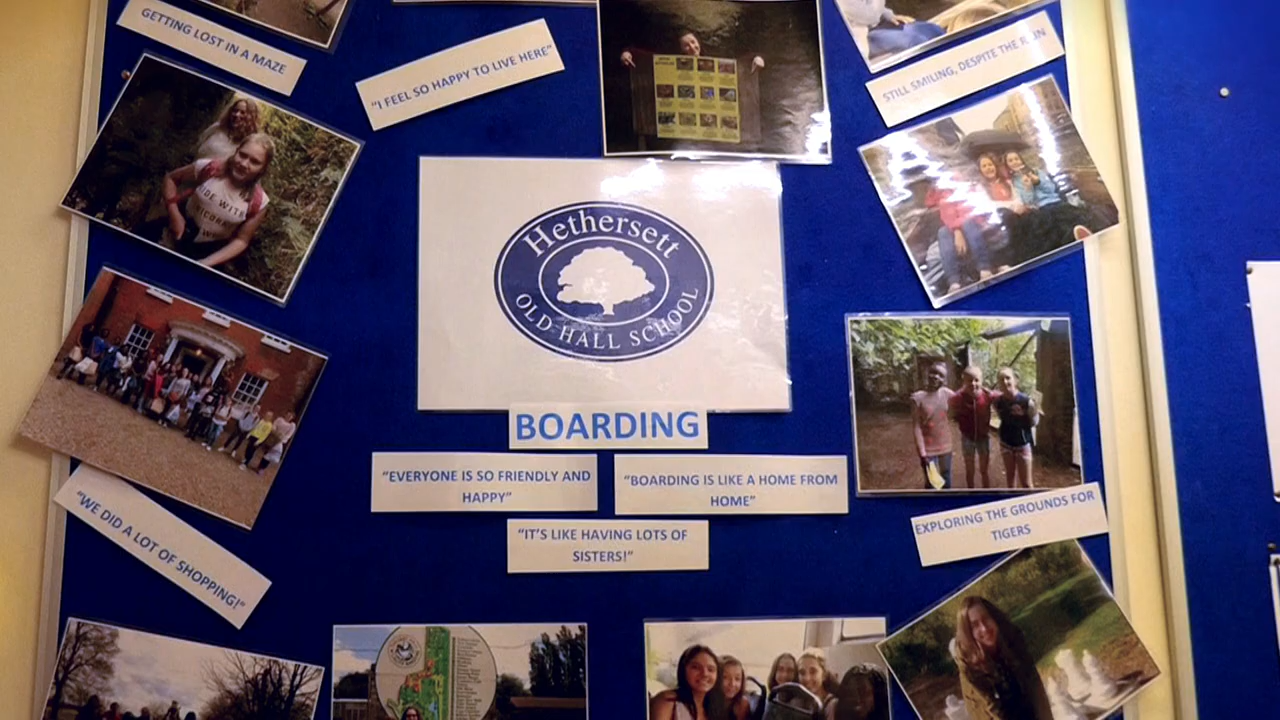 GETTING LOST IN A MAZE
"I FEEL SO HAPPY TO LIVE HERE"
STILL SMILING, DESPITE THE RAIN
Hethersett
OLD HALL SCHOOL
BOARDING
"EVERYONE IS SO FRIENDLY AND
HAPPY"
"BOARDING IS LIKE A HOME FROM
HOME"
"IT'S LIKE HAVING LOTS OF
SISTERS!"
"WE DID A LOT OF SHOPPING!"
EXPLORING THE GROUNDS FOR
TIGERS